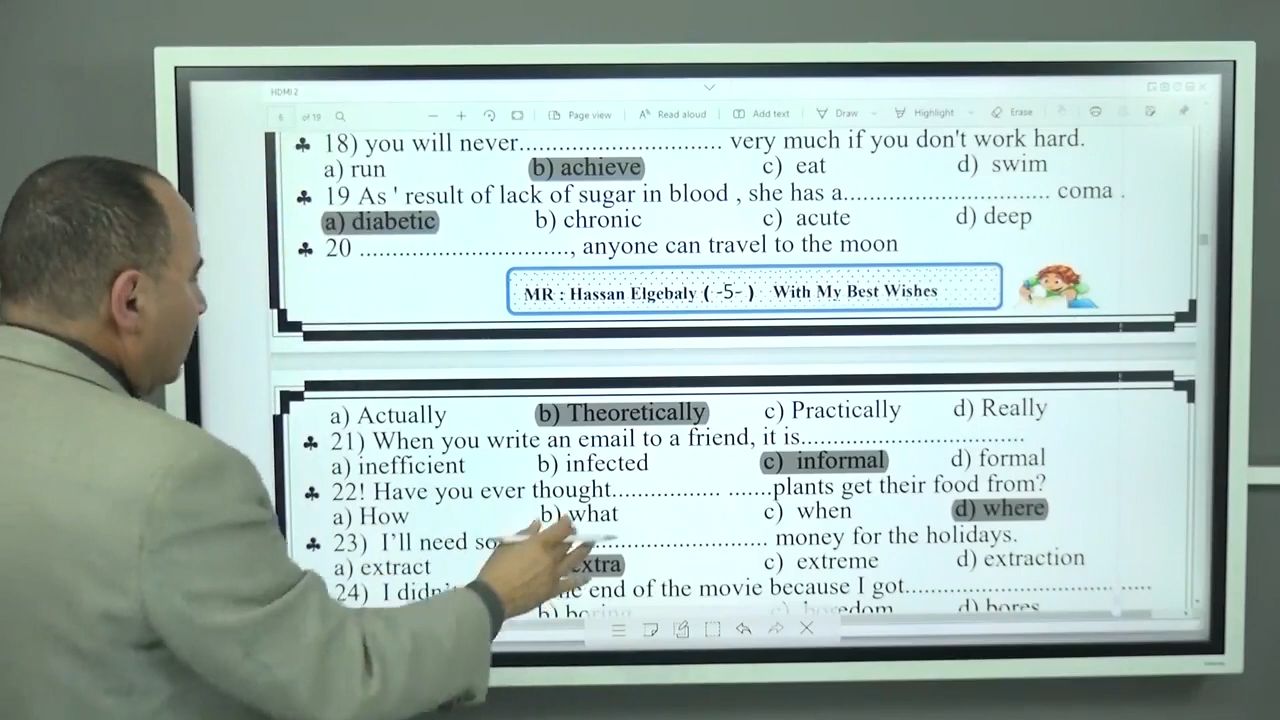 HDMI 2
6 of 19 Page view Read aloud Add text Draw Highlight Erase
♣ 18) you will never.............................. very much if you don't work hard.
a) run b) achieve c) eat d) swim
♣ 19 As ' result of lack of sugar in blood , she has a............................... coma .
a) diabetic b) chronic c) acute d) deep
♣ 20 ..............................., anyone can travel to the moon
MR : Hassan Elgebaly ( -5- ) With My Best Wishes
a) Actually b) Theoretically c) Practically d) Really
♣ 21) When you write an email to a friend, it is.................................
a) inefficient b) infected c) informal d) formal
♣ 22! Have you ever thought................ .......plants get their food from?
a) How b) what c) when d) where
♣ 23) I'll need ......................... money for the holidays.
a) extract extra c) extreme d) extraction
24) I end of the movie because I got.................................. .....
b) boring c) boredom d) bores